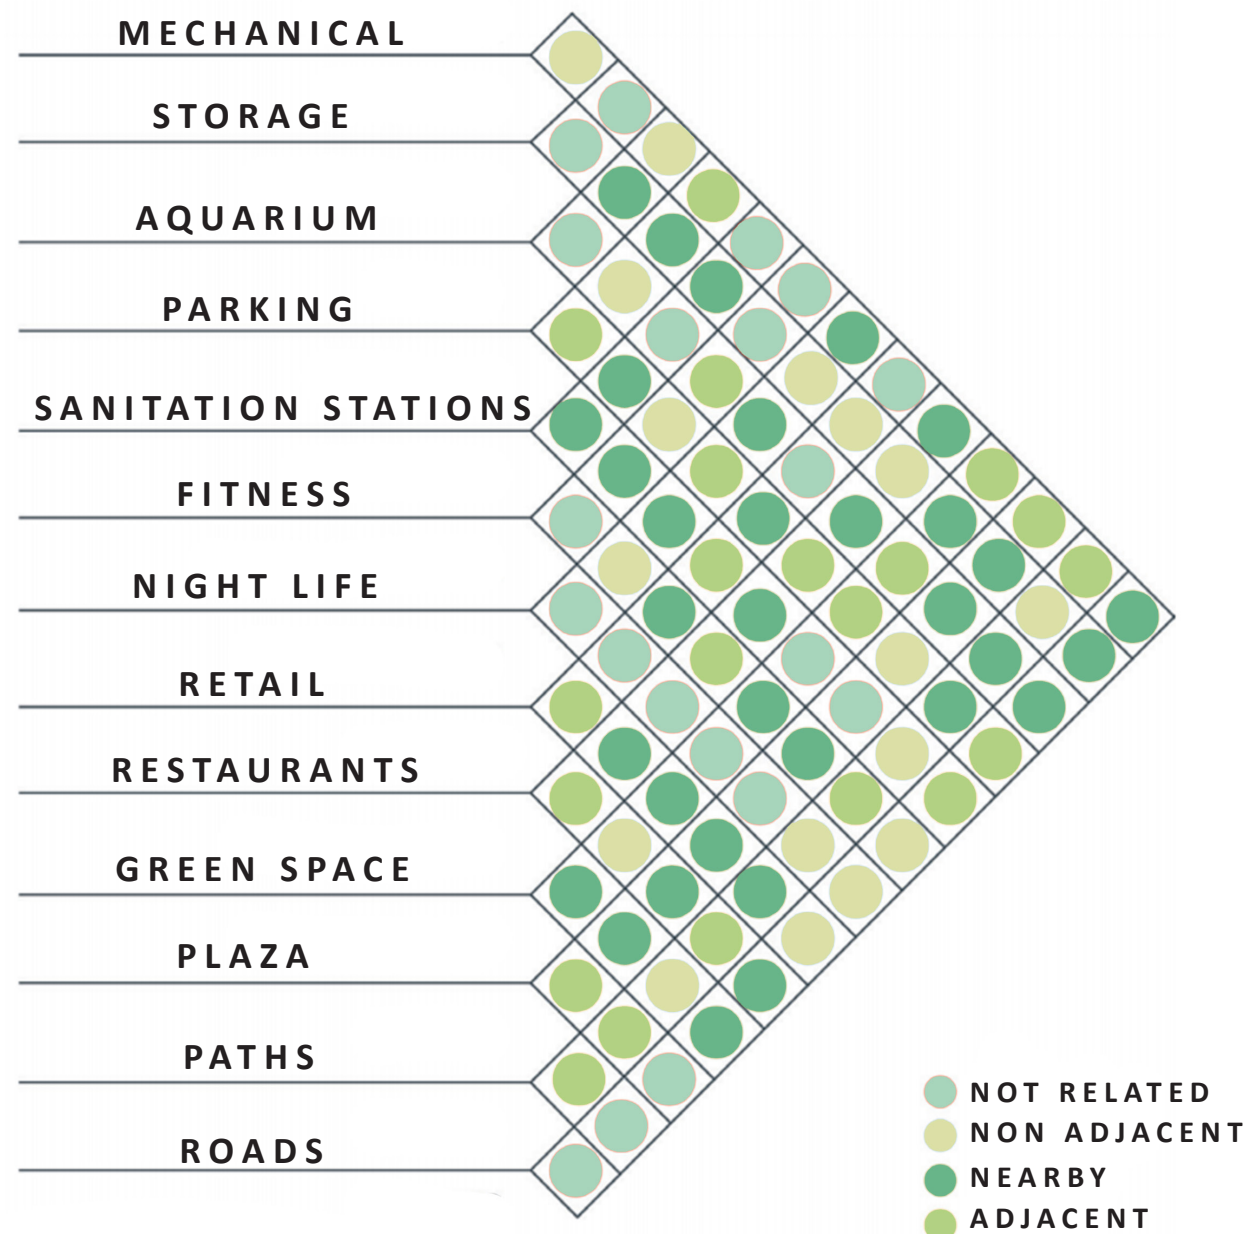 MECHANICAL
STORAGE
AQUARIUM
PARKING
SANITATION STATIONS
FITNESS
NIGHT LIFE
RETAIL
RESTAURANTS
GREEN SPACE
PLAZA
PATHS
ROADS
NOT RELATED
NON ADJACENT
NEARBY
ADJACENT